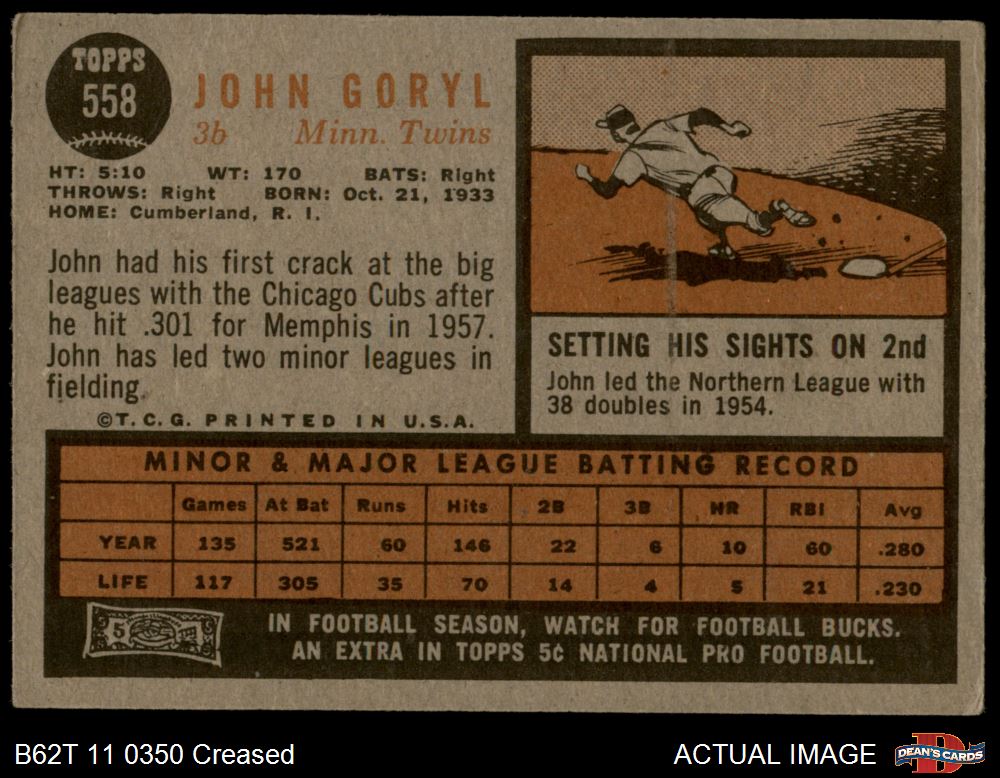 TOPPS
558
JOHN GORYL
3b Minn. Twins
HT: 5:10 WT: 170 BATS: Right
THROWS: Right BORN: Oct. 21, 1933
HOME: Cumberland, R. I.
John had his first crack at the big
leagues with the Chicago Cubs after
he hit .301 for Memphis in 1957.
John has led two minor leagues in
fielding.
©T. C. G. PRINTED IN U.S.A.
SETTING HIS SIGHTS ON 2nd
John led the Northern League with
38 doubles in 1954.
MINOR & MAJOR LEAGUE BATTING RECORD
Games At Bat Runs Hits 2B 3B HR RBI Avg
YEAR 135 521 60 146 22 6 10 60 .280
LIFE 117 305 35 70 14 4 5 21 .230
5
IN FOOTBALL SEASON, WATCH FOR FOOTBALL BUCKS.
AN EXTRA IN TOPPS 5¢ NATIONAL PRO FOOTBALL.
B62T 11 0350 Creased
ACTUAL IMAGE
DEAN'S CARDS